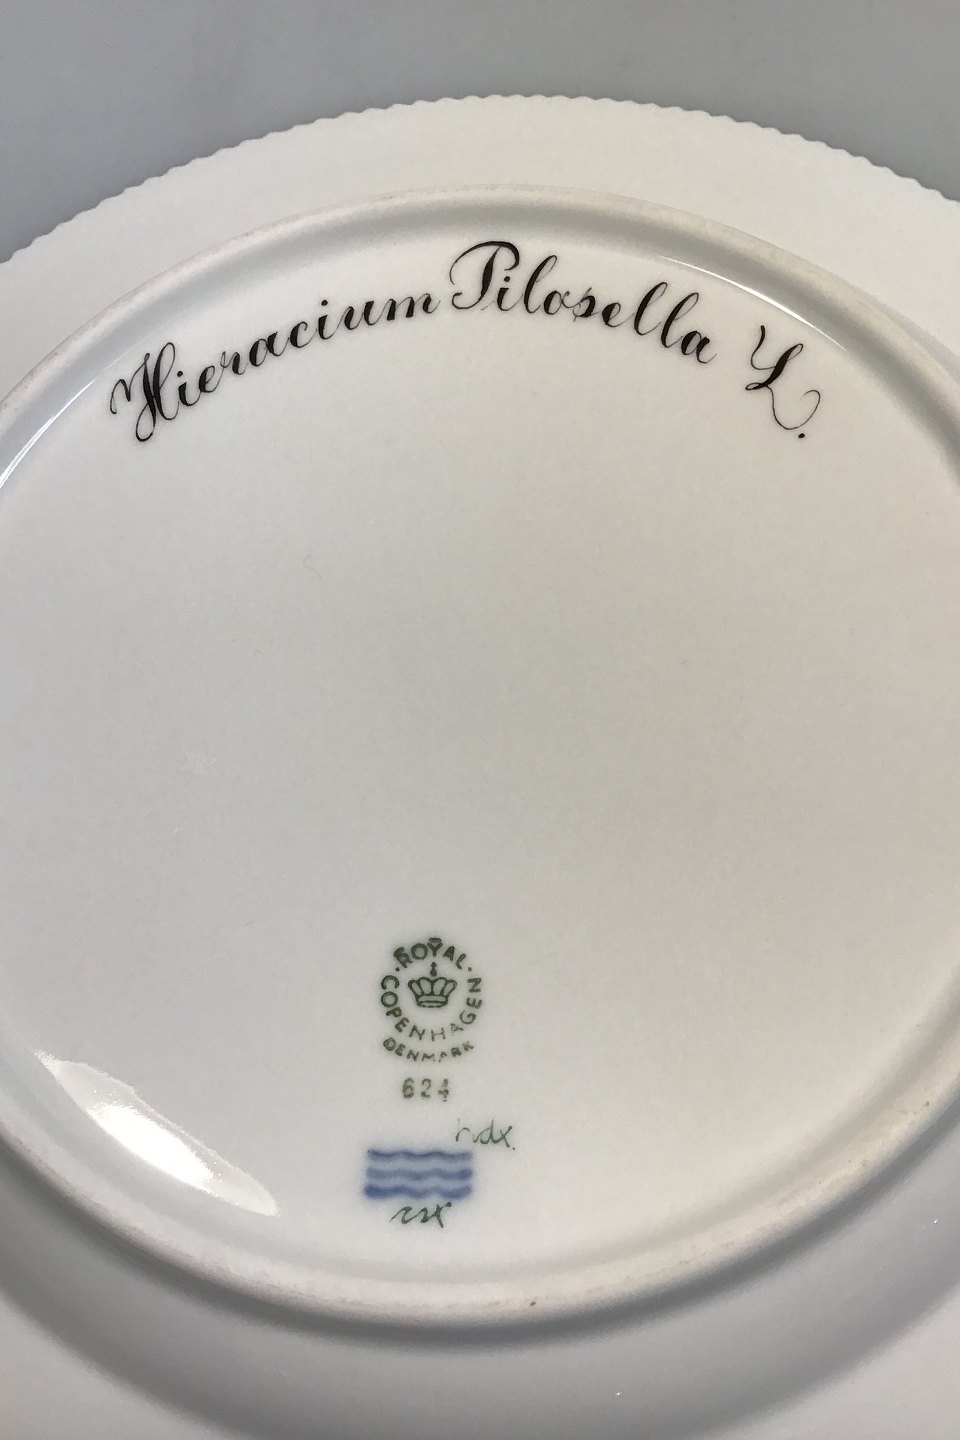 Hieracium Pilosella L.
ROYAL
COPENHAGEN
DENMARK
624